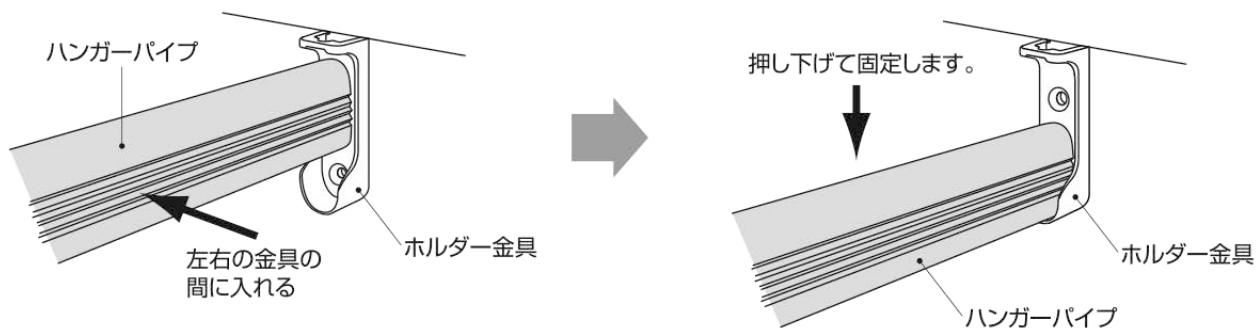 ハンガーパイプ
左右の金具の
間に入れる
ホルダー金具
押し下げて固定します。
ホルダー金具
ハンガーパイプ